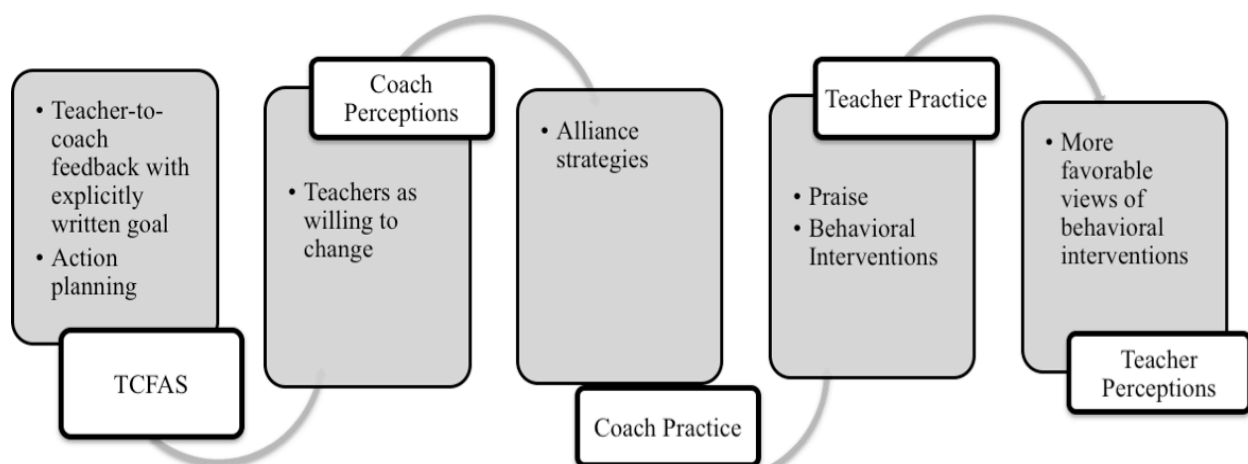 • Teacher-to-
coach
feedback with
explicitly
written goal
• Action
planning
TCFAS
Coach
Perceptions
• Teachers as
willing to
change
• Alliance
strategies
Coach Practice
Teacher Practice
• Praise
• Behavioral
Interventions
• More
favorable
views of
behavioral
interventions
Teacher
Perceptions